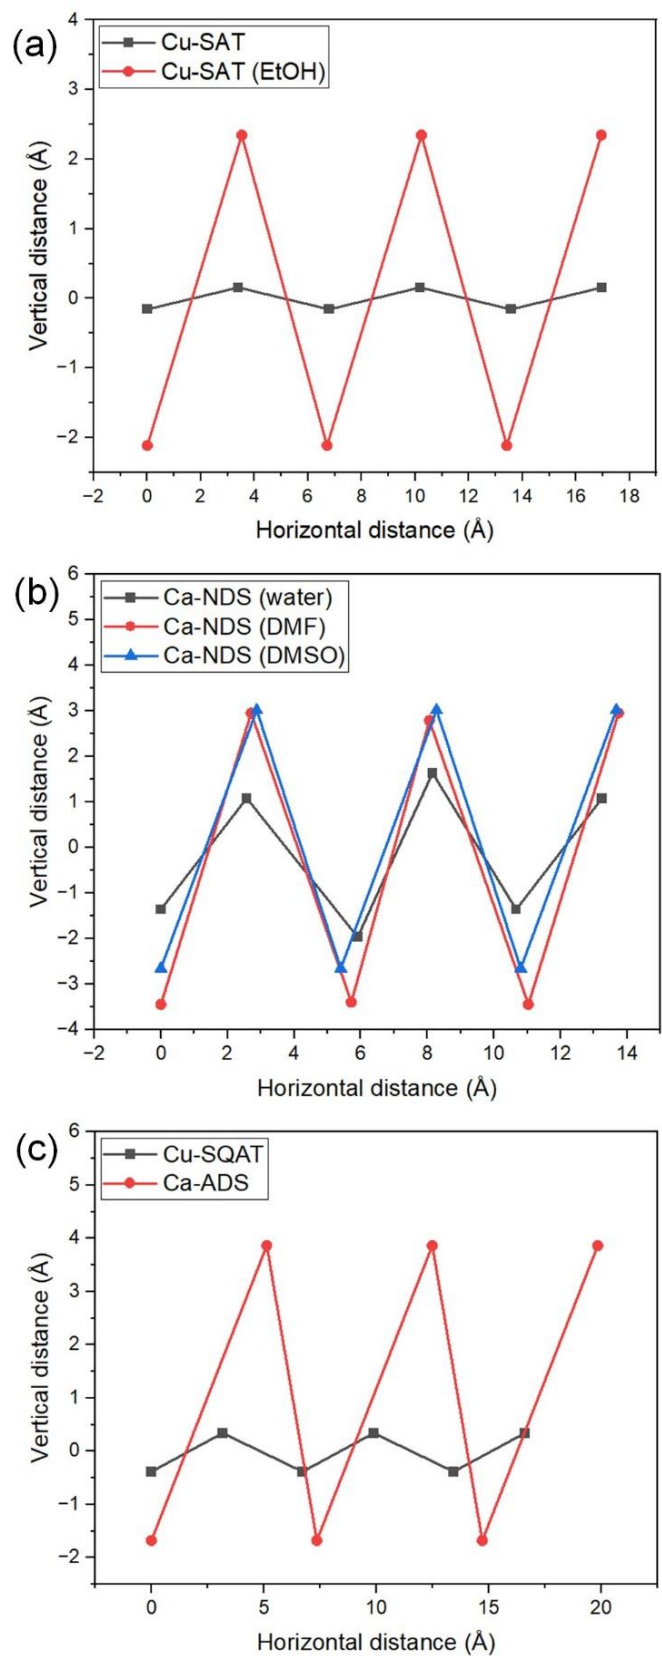 (a)
Cu-SAT
Cu-SAT (EtOH)
4
3
2
1
0
−1
−2
Vertical distance (Å)
−2 0 2 4 6 8 10 12 14 16 18
Horizontal distance (Å)
(b)
Ca-NDS (water)
Ca-NDS (DMF)
Ca-NDS (DMSO)
6
5
4
3
2
1
0
−1
−2
−3
−4
Vertical distance (Å)
−2 0 2 4 6 8 10 12 14
Horizontal distance (Å)
(c)
Cu-SQAT
Ca-ADS
6
5
4
3
2
1
0
−1
−2
Vertical distance (Å)
0 5 10 15 20
Horizontal distance (Å)